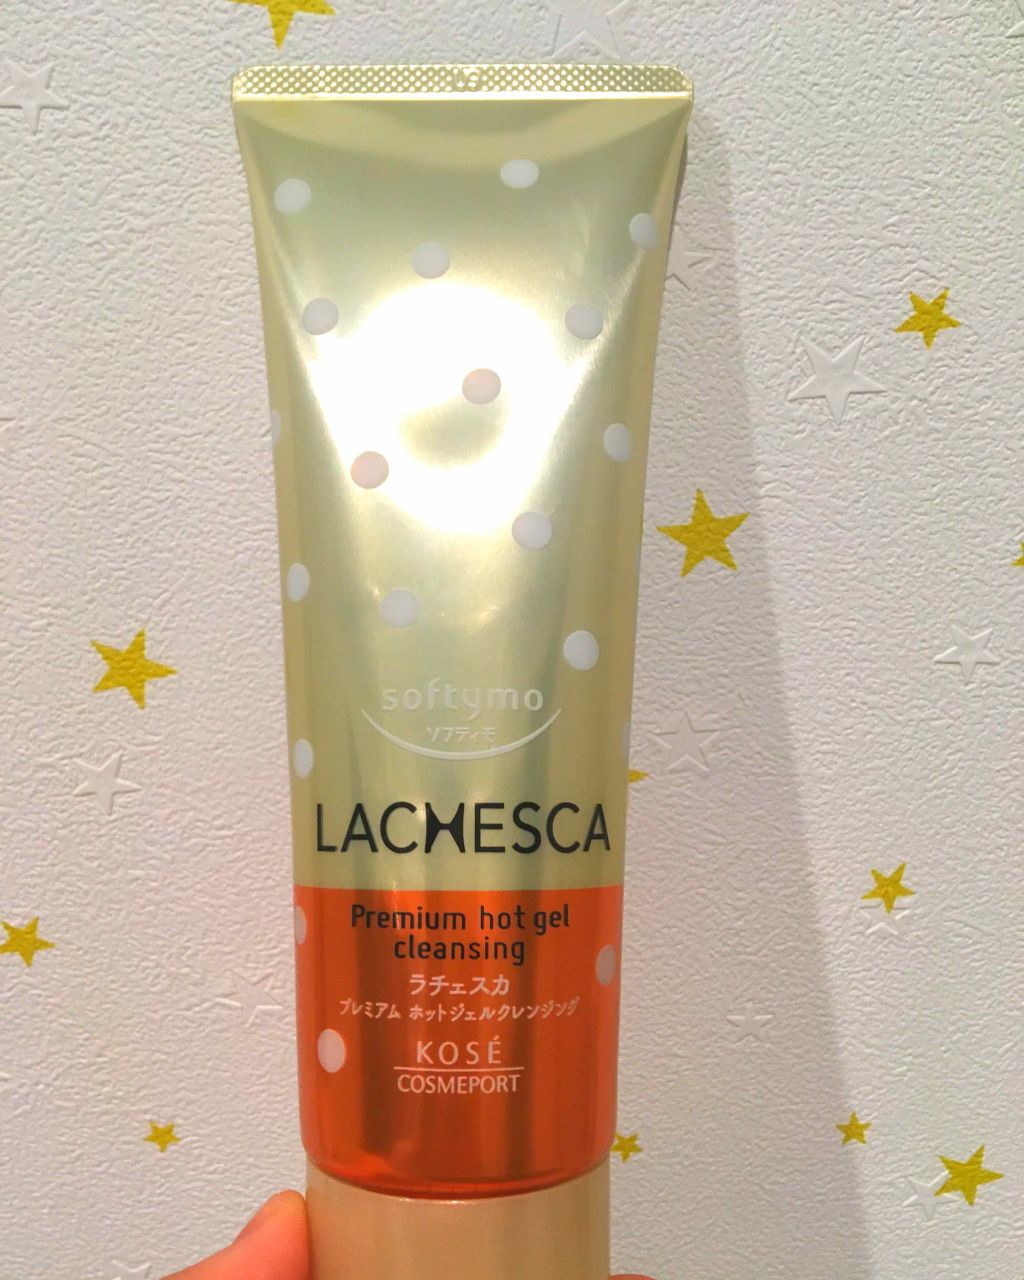 softymo
ソフティモ
LACHESCA
Premium hot gel
cleansing
ラチェスカ
プレミアム ホットジェルクレンジング
KOSÉ
COSMEPORT